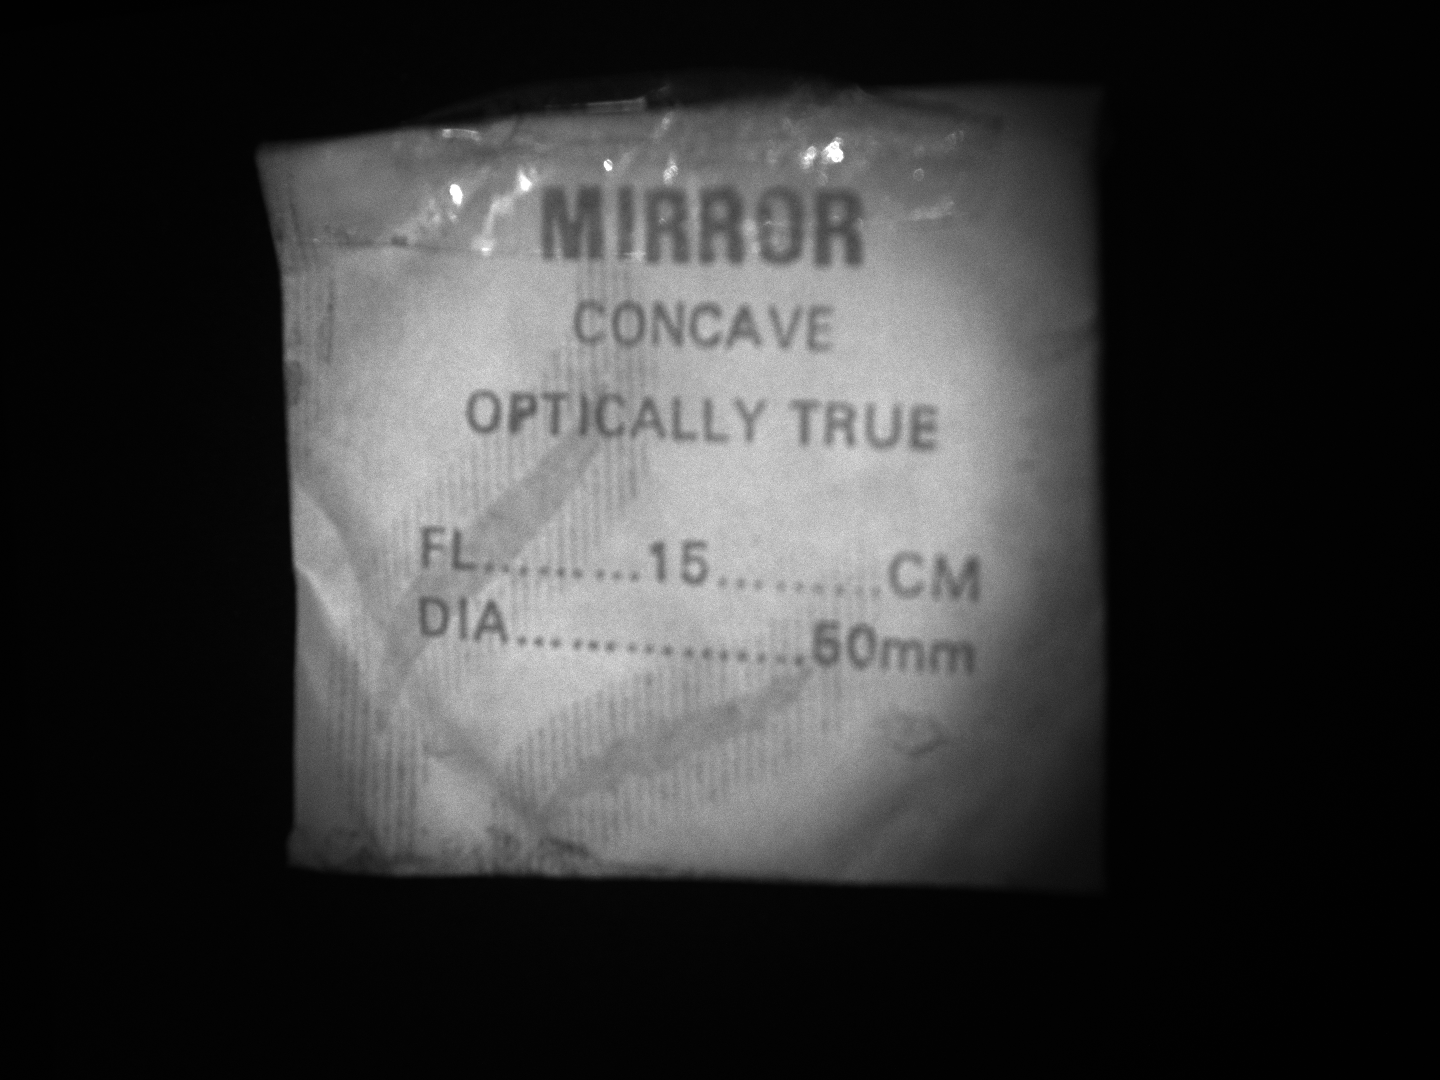 MIRROR
CONCAVE
OPTICALLY TRUE
FL.........15.........CM
DIA.................50mm